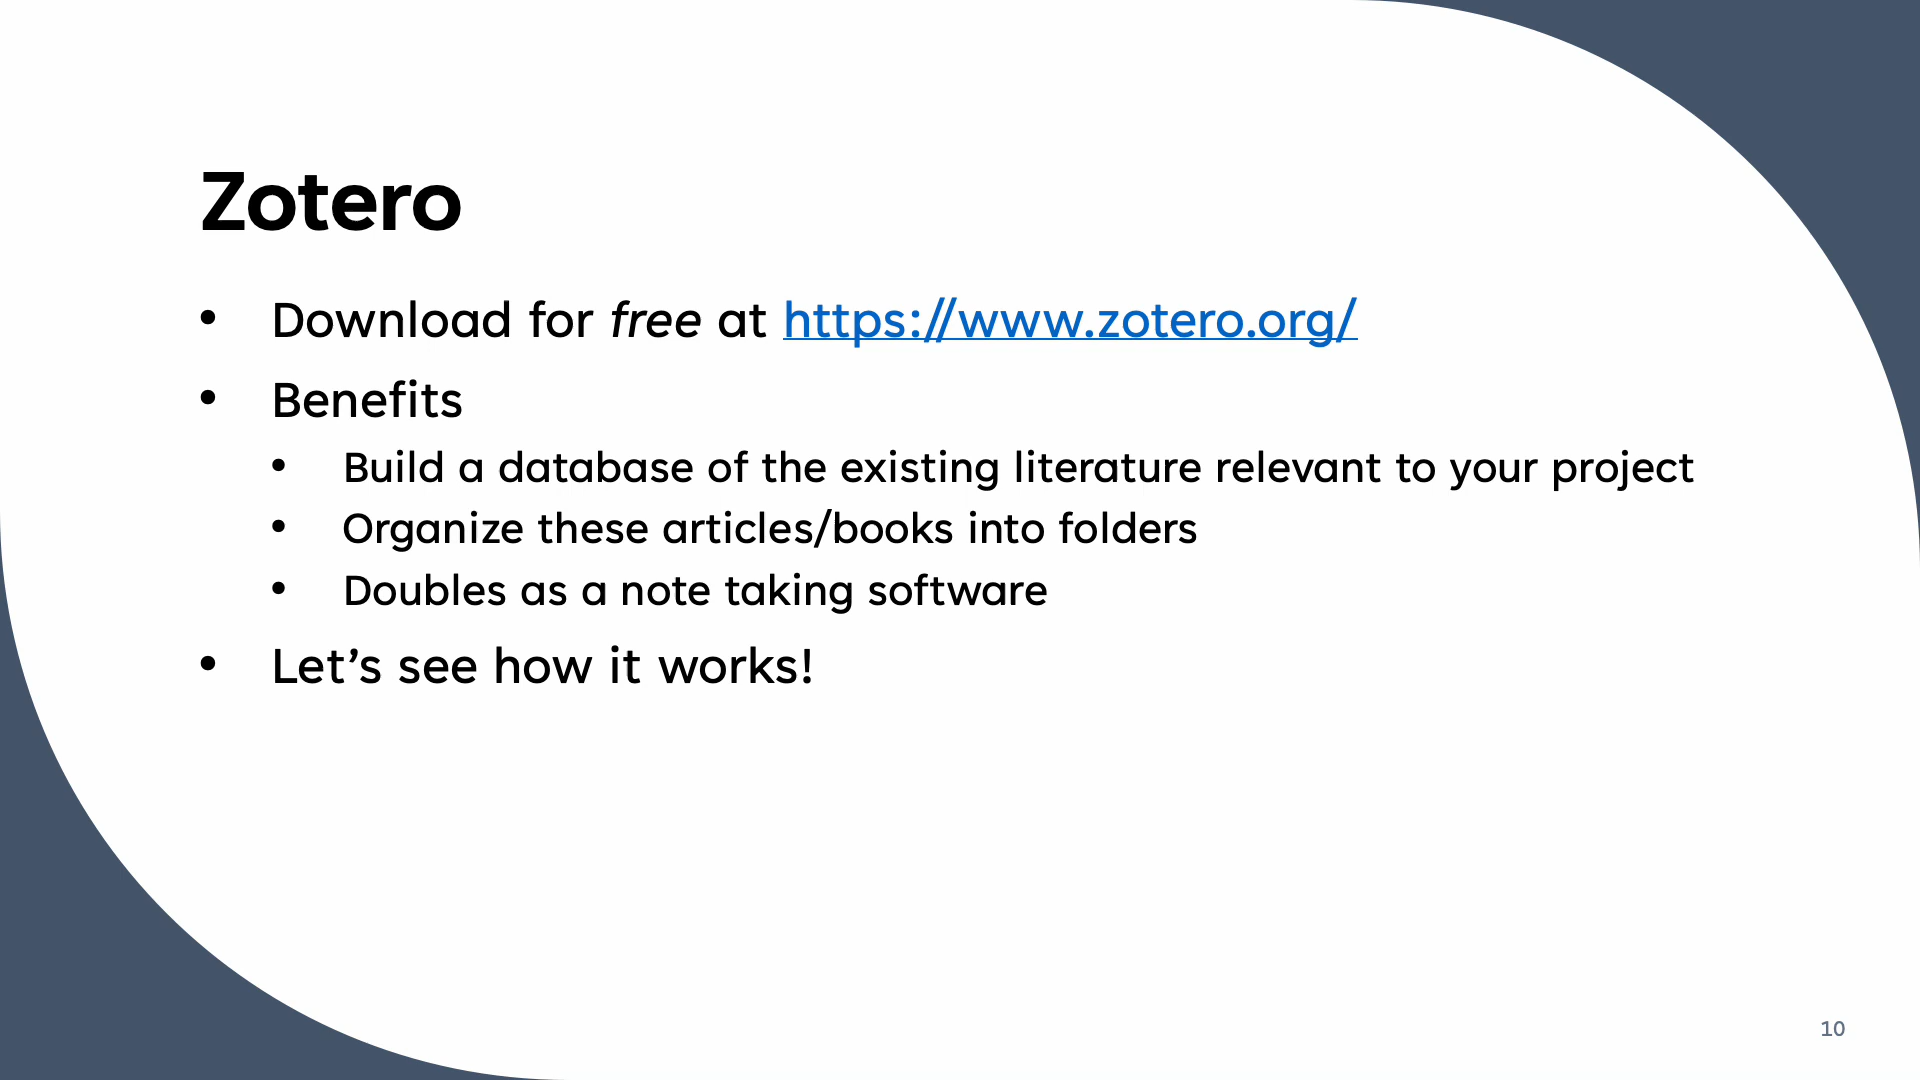 Zotero
• Download for free at https://www.zotero.org/
• Benefits
• Build a database of the existing literature relevant to your project
• Organize these articles/books into folders
• Doubles as a note taking software
• Let’s see how it works!
10